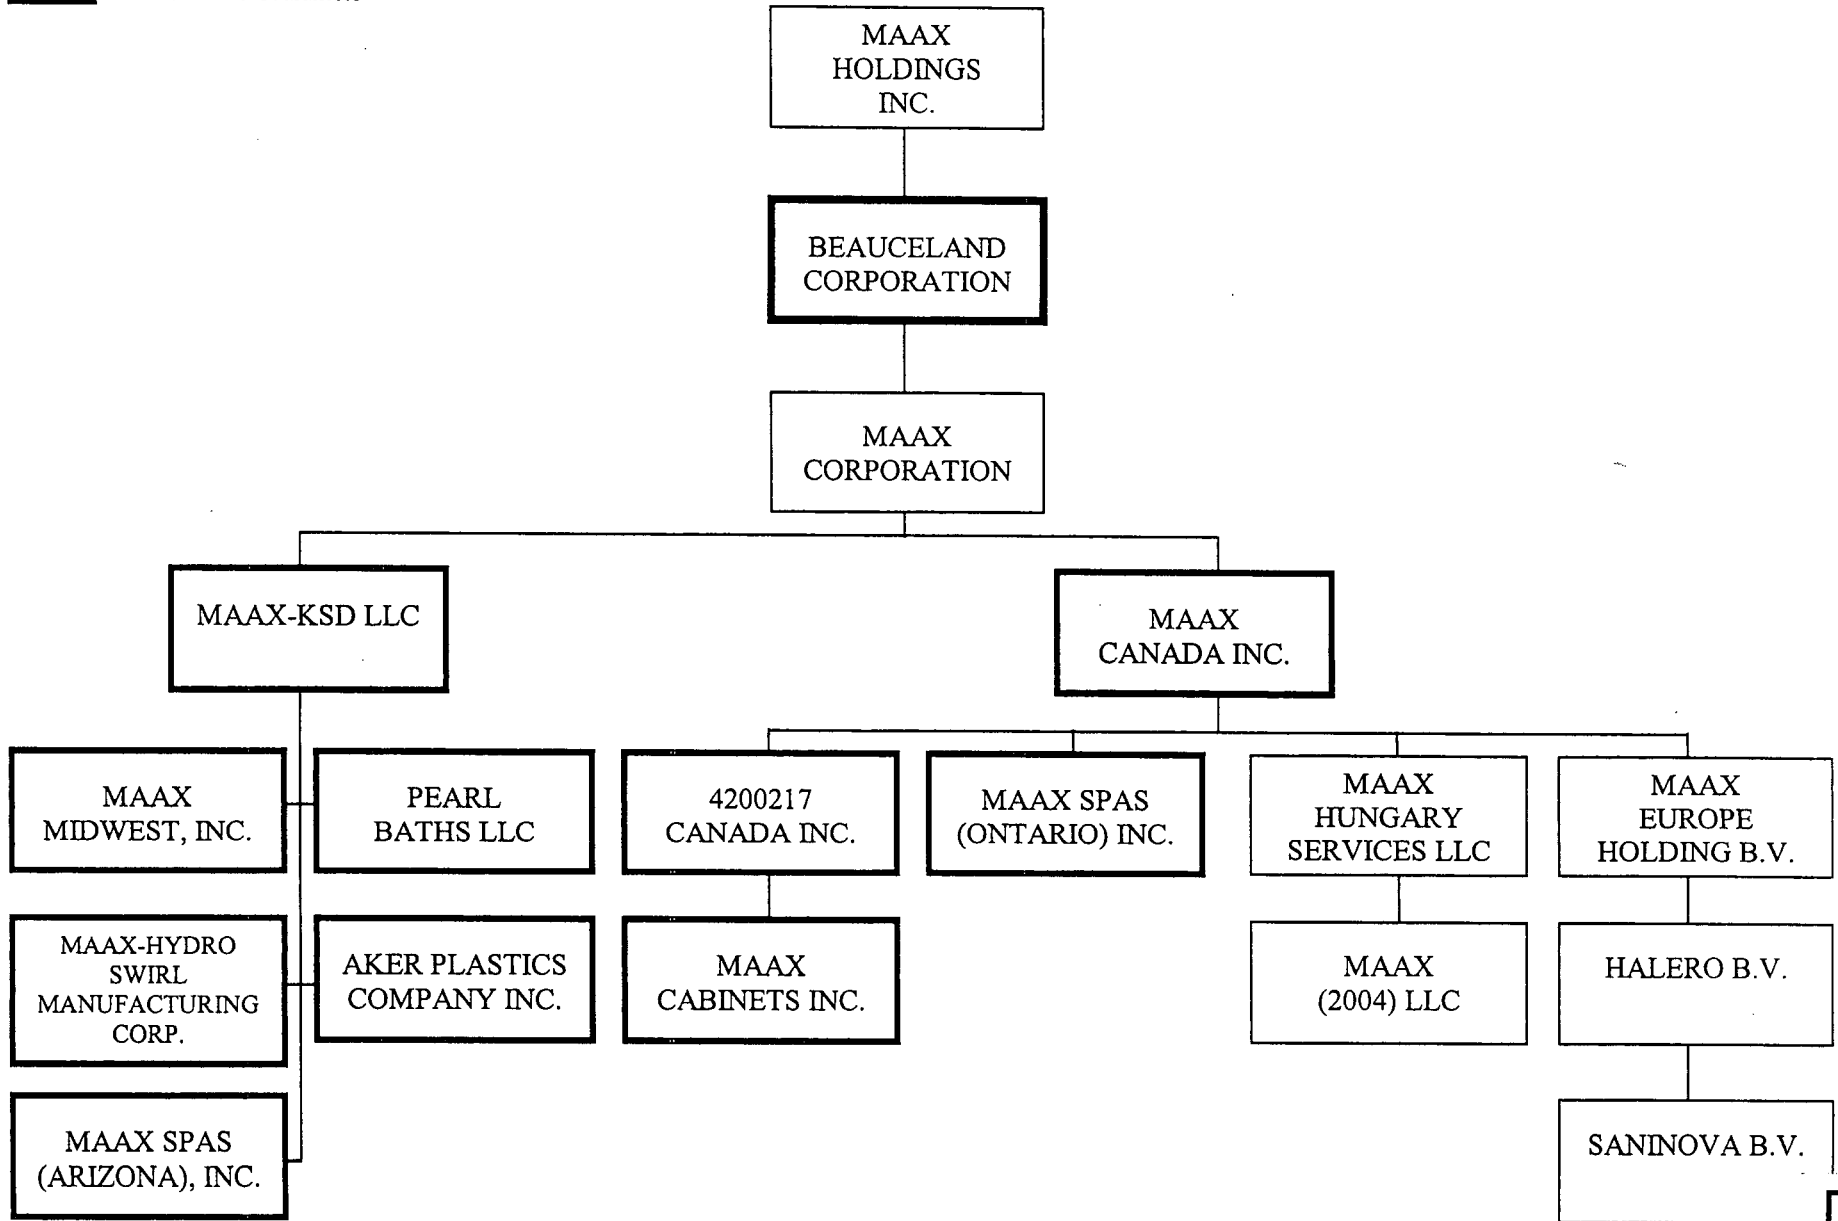 MAAX
HOLDINGS
INC.
BEAUCELAND
CORPORATION
MAAX
CORPORATION
MAAX-KSD LLC
MAAX
CANADA INC.
MAAX
MIDWEST, INC.
PEARL
BATHS LLC
4200217
CANADA INC.
MAAX SPAS
(ONTARIO) INC.
MAAX
HUNGARY
SERVICES LLC
MAAX
EUROPE
HOLDING B.V.
MAAX-HYDRO
SWIRL
MANUFACTURING
CORP.
AKER PLASTICS
COMPANY INC.
MAAX
CABINETS INC.
MAAX
(2004) LLC
HALERO B.V.
MAAX SPAS
(ARIZONA), INC.
SANINOVA B.V.